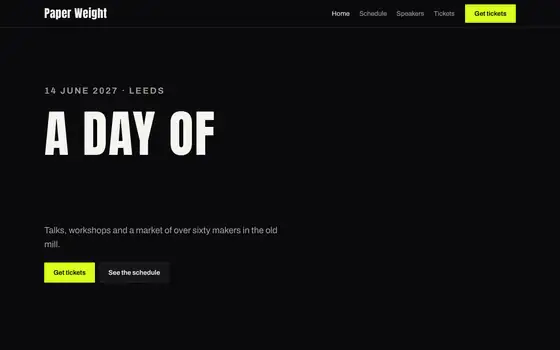 Paper Weight
Home
Schedule
Speakers
Tickets
Get tickets
14 JUNE 2027 · LEEDS
A DAY OF
Talks, workshops and a market of over sixty makers in the old
mill.
Get tickets
See the schedule